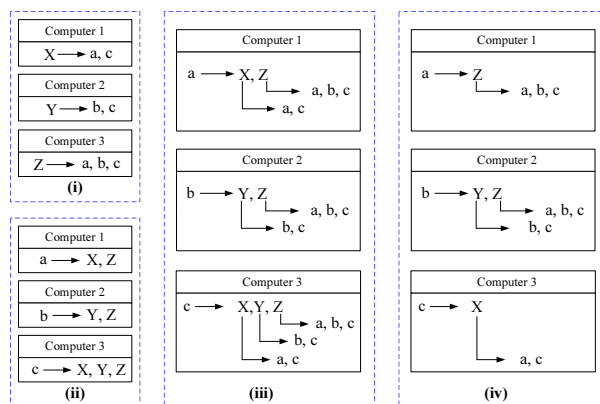 Computer 1
X a, c
Computer 2
Y b, c
Computer 3
Z a, b, c
(i)
Computer 1
a X, Z
Computer 2
b Y, Z
Computer 3
c X, Y, Z
(ii)
Computer 1
a X, Z
a, b, c
a, c
Computer 2
b Y, Z
a, b, c
b, c
Computer 3
c X,Y, Z
a, b, c
b, c
a, c
(iii)
Computer 1
a Z
a, b, c
Computer 2
b Y, Z
a, b, c
b, c
Computer 3
c X
a, c
(iv)